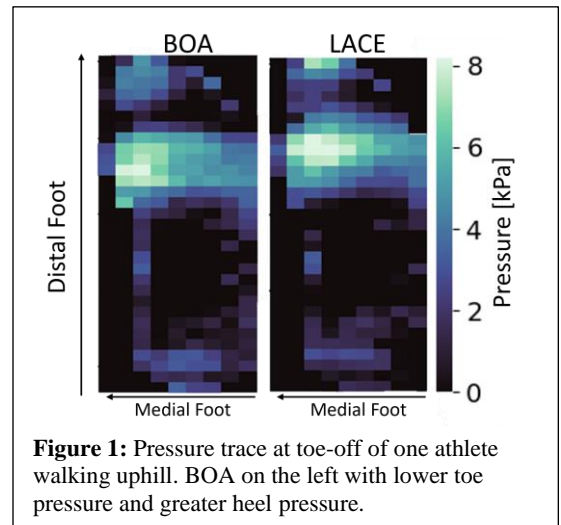 BOA
LACE
Distal Foot
8
6
4
2
0
Pressure [kPa]
Medial Foot
Medial Foot
Figure 1: Pressure trace at toe-off of one athlete
walking uphill. BOA on the left with lower toe
pressure and greater heel pressure.